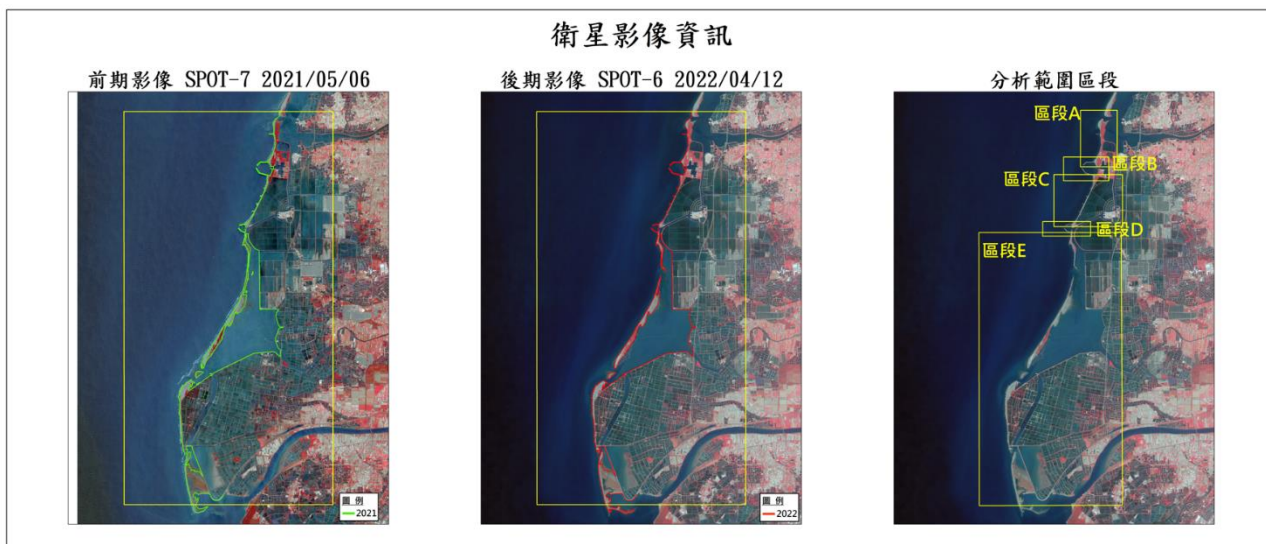 衛星影像資訊
前期影像 SPOT-7 2021/05/06
後期影像 SPOT-6 2022/04/12
分析範圍區段
區段A
區段B
區段C
區段D
區段E
圖 例
2021
圖 例
2022